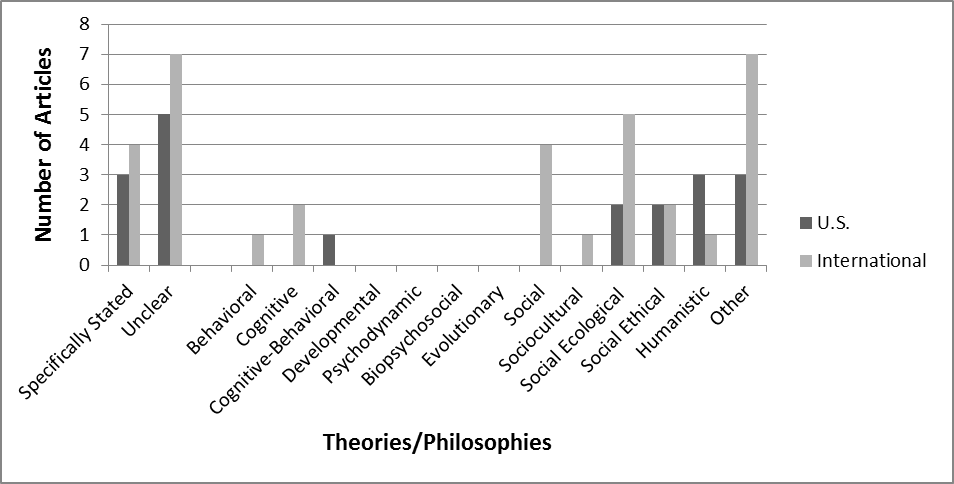 8
7
6
5
4
3
2
1
0
Number of Articles
Specifically Stated
Unclear
Behavioral
Cognitive
Cognitive-Behavioral
Developmental
Psychodynamic
Biopsychosocial
Evolutionary
Social
Sociocultural
Social Ecological
Social Ethical
Humanistic
Other
Theories/Philosophies
U.S.
International